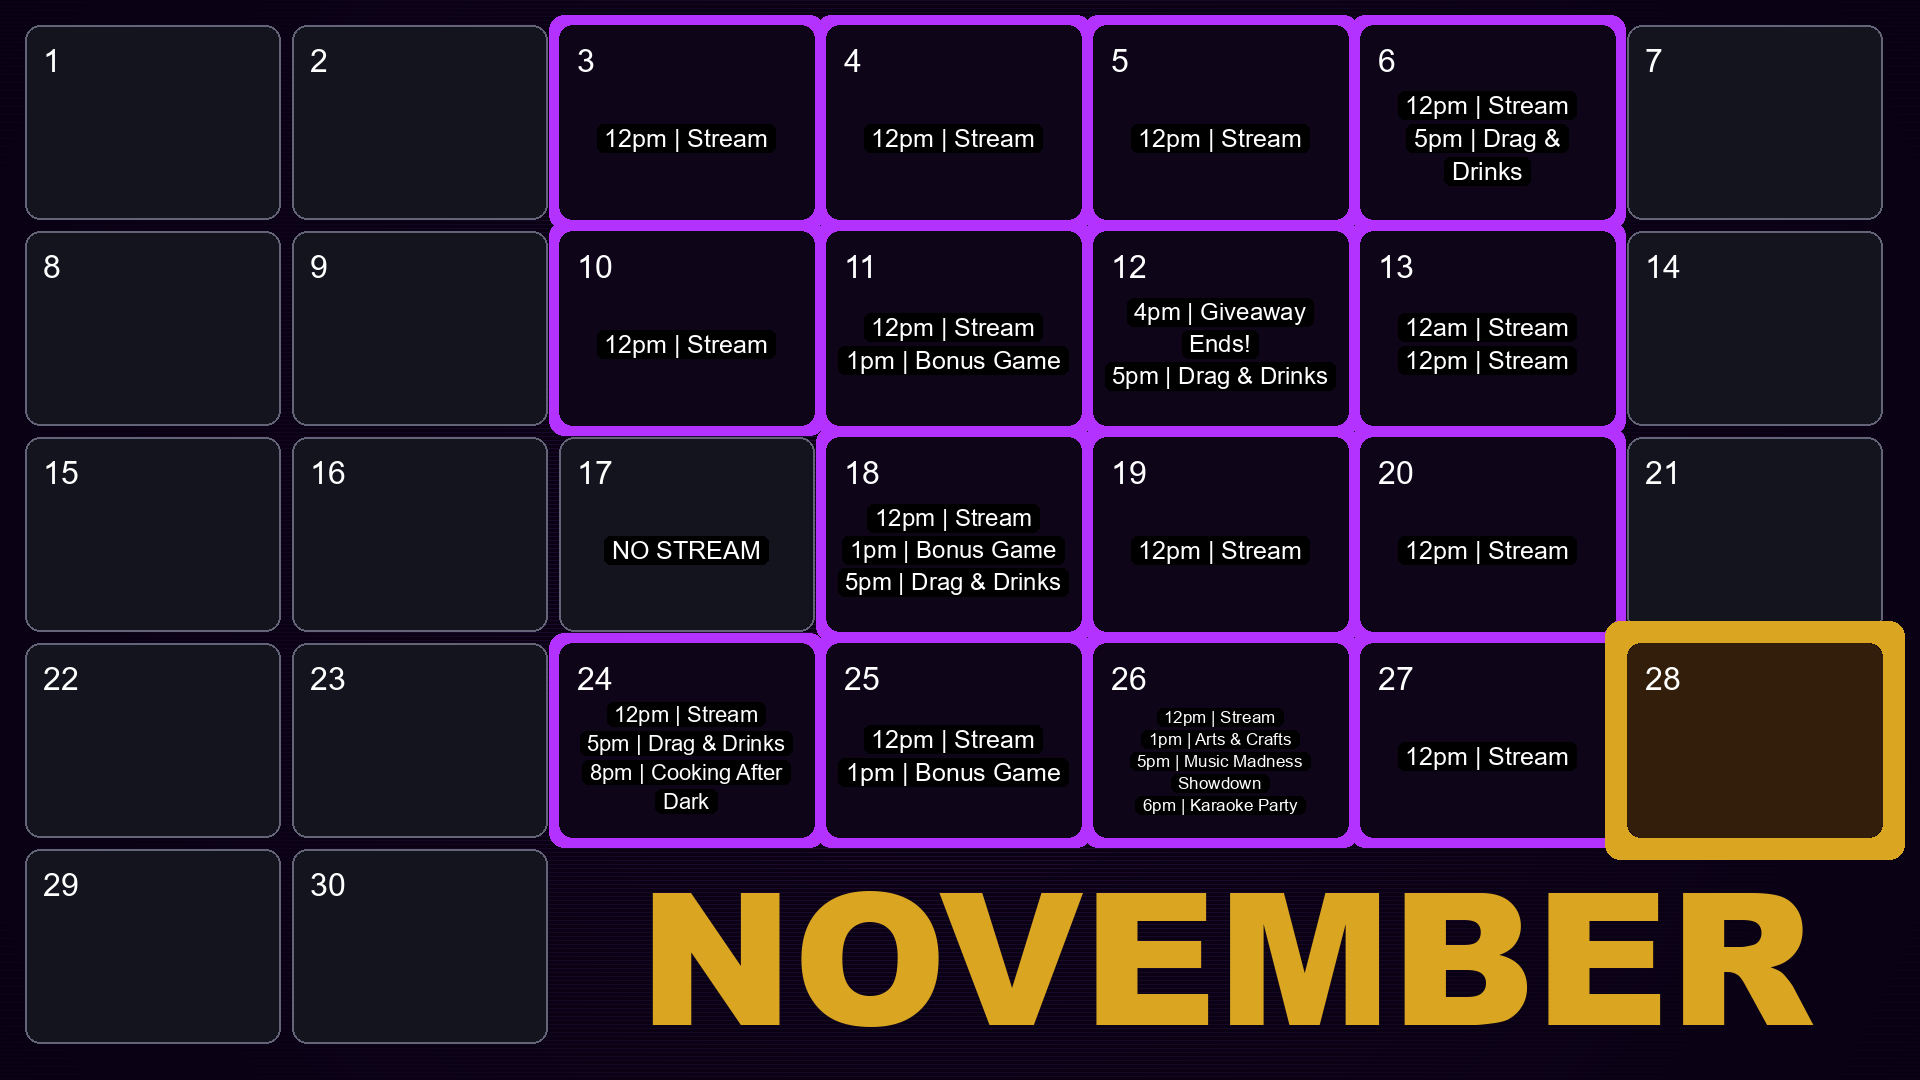 1
2
3
12pm | Stream
4
12pm | Stream
5
12pm | Stream
6
12pm | Stream
5pm | Drag &
Drinks
7
8
9
10
12pm | Stream
11
12pm | Stream
1pm | Bonus Game
12
4pm | Giveaway
Ends!
5pm | Drag & Drinks
13
12am | Stream
12pm | Stream
14
15
16
17
NO STREAM
18
12pm | Stream
1pm | Bonus Game
5pm | Drag & Drinks
19
12pm | Stream
20
12pm | Stream
21
22
23
24
12pm | Stream
5pm | Drag & Drinks
8pm | Cooking After
Dark
25
12pm | Stream
1pm | Bonus Game
26
12pm | Stream
1pm | Arts & Crafts
5pm | Music Madness
Showdown
6pm | Karaoke Party
27
12pm | Stream
28
29
30
NOVEMBER